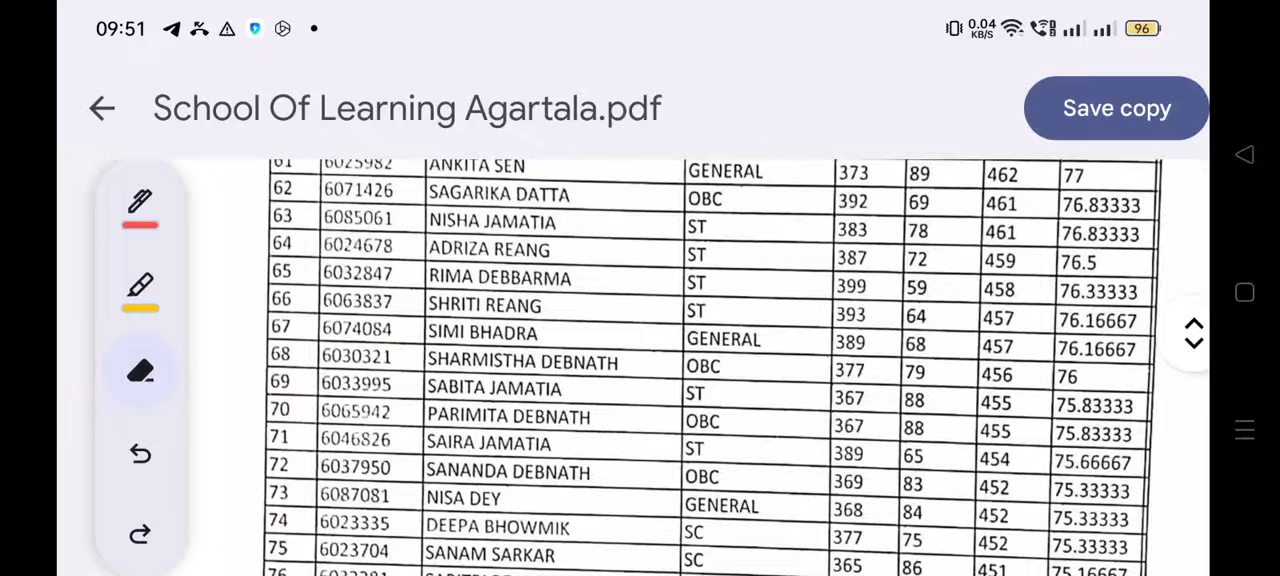 09:51 0.04 KB/S 96
School Of Learning Agartala.pdf Save copy
61 6025982 ANKITA SEN GENERAL 373 89 462 77
62 6071426 SAGARIKA DATTA OBC 392 69 461 76.83333
63 6085061 NISHA JAMATIA ST 383 78 461 76.83333
64 6024678 ADRIZA REANG ST 387 72 459 76.5
65 6032847 RIMA DEBBARMA ST 399 59 458 76.33333
66 6063837 SHRITI REANG ST 393 64 457 76.16667
67 6074084 SIMI BHADRA GENERAL 389 68 457 76.16667
68 6030321 SHARMISTHA DEBNATH OBC 377 79 456 76
69 6033995 SABITA JAMATIA ST 367 88 455 75.83333
70 6065942 PARIMITA DEBNATH OBC 367 88 455 75.83333
71 6046826 SAIRA JAMATIA ST 389 65 454 75.66667
72 6037950 SANANDA DEBNATH OBC 369 83 452 75.33333
73 6087081 NISA DEY GENERAL 368 84 452 75.33333
74 6023335 DEEPA BHOWMIK SC 377 75 452 75.33333
75 6023704 SANAM SARKAR SC 365 86 451 75.16667
76